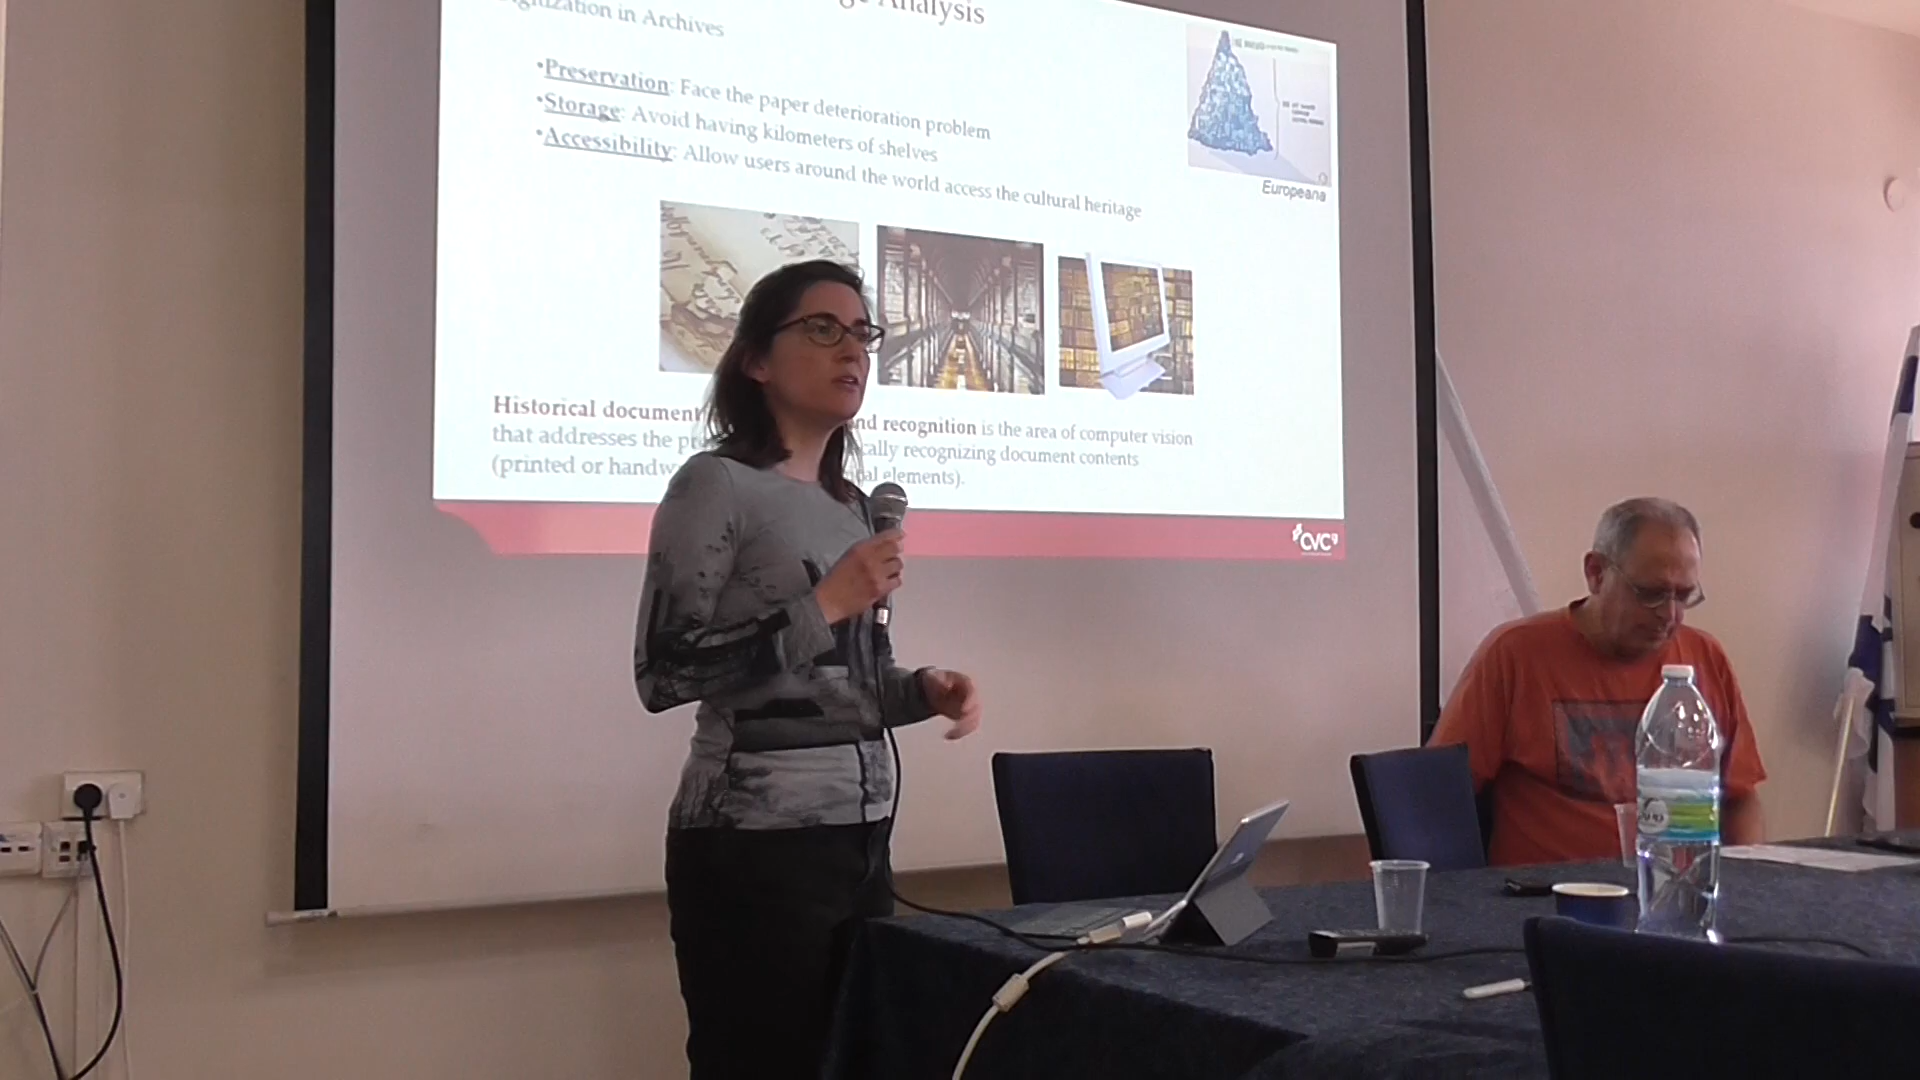 Analysis
Digitization in Archives
•Preservation: Face the paper deterioration problem
•Storage: Avoid having kilometers of shelves
•Accessibility: Allow users around the world access the cultural heritage
Europeana
Historical document and recognition is the area of computer vision
that addresses the recognizing document contents
(printed or elements).
CVC